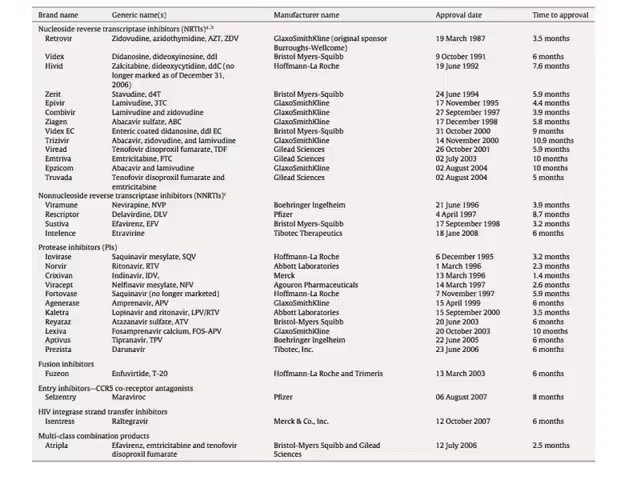 Brand name Generic name(s) Manufacturer name Approval date Time to approval
Nucleoside reverse transcriptase inhibitors (NRTIs)a,b
Retrovir Zidovudine, azothymidine, AZT, ZDV GlaxoSmithKline (original sponsor 19 March 1987 3.5 months
Burroughs-Wellcome)
Videx Didanosine, dideoxyinosine, ddI Bristol Myers-Squibb 9 October 1991 6 months
Hivid Zalcitabine, dideoxycytidine, ddC (no Hoffmann-La Roche 19 June 1992 7.6 months
longer marked as of December 31,
2006)
Zerit Stavudine, d4T Bristol Myers-Squibb 24 June 1994 5.9 months
Epivir Lamivudine, 3TC GlaxoSmithKline 17 November 1995 4.4 months
Combivir Lamivudine and zidovudine GlaxoSmithKline 27 September 1997 3.9 months
Ziagen Abacavir sulfate, ABC GlaxoSmithKline 17 December 1998 5.8 months
Videx EC Enteric coated didanosine, ddI EC Bristol Myers-Squibb 31 October 2000 9 months
Trizivir Abacavir, zidovudine, and lamivudine GlaxoSmithKline 14 November 2000 10.9 months
Viread Tenofovir disoproxil fumarate, TDF Gilead Sciences 26 October 2001 5.9 months
Emtriva Emtricitabine, FTC Gilead Sciences 02 July 2003 10 months
Epzicom Abacavir and lamivudine GlaxoSmithKline 02 August 2004 10 months
Truvada Tenofovir disoproxil fumarate and Gilead Sciences 02 August 2004 5 months
emtricitabine
Nonnucleoside reverse transcriptase inhibitors (NNRTIs)c
Viramune Nevirapine, NVP Boehringer Ingelheim 21 June 1996 3.9 months
Rescriptor Delavirdine, DLV Pfizer 4 April 1997 8.7 months
Sustiva Efavirenz, EFV Bristol Myers-Squibb 17 September 1998 3.2 months
Intelence Etravirine Tibotec Therapeutics 18 June 2008 6 months
Protease inhibitors (PIs)
Invirase Saquinavir mesylate, SQV Hoffmann-La Roche 6 December 1995 3.2 months
Norvir Ritonavir, RTV Abbott Laboratories 1 March 1996 2.3 months
Crixivan Indinavir, IDV, Merck 13 March 1996 1.4 months
Viracept Nelfinavir mesylate, NFV Agouron Pharmaceuticals 14 March 1997 2.6 months
Fortovase Saquinavir (no longer marketed) Hoffmann-La Roche 7 November 1997 5.9 months
Agenerase Amprenavir, APV GlaxoSmithKline 15 April 1999 6 months
Kaletra Lopinavir and ritonavir, LPV/RTV Abbott Laboratories 15 September 2000 3.5 months
Reyataz Atazanavir sulfate, ATV Bristol-Myers Squibb 20 June 2003 6 months
Lexiva Fosamprenavir calcium, FOS-APV GlaxoSmithKline 20 October 2003 10 months
Aptivus Tipranavir, TPV Boehringer Ingelheim 22 June 2005 6 months
Prezista Darunavir Tibotec, Inc. 23 June 2006 6 months
Fusion inhibitors
Fuzeon Enfuvirtide, T-20 Hoffmann-La Roche and Trimeris 13 March 2003 6 months
Entry inhibitors—CCR5 co-receptor antagonists
Selzentry Maraviroc Pfizer 06 August 2007 8 months
HIV integrase strand transfer inhibitors
Isentress Raltegravir Merck & Co., Inc. 12 October 2007 6 months
Multi-class combination products
Atripla Efavirenz, emtricitabine and tenofovir Bristol-Myers Squibb and Gilead 12 July 2006 2.5 months
disoproxil fumarate Sciences